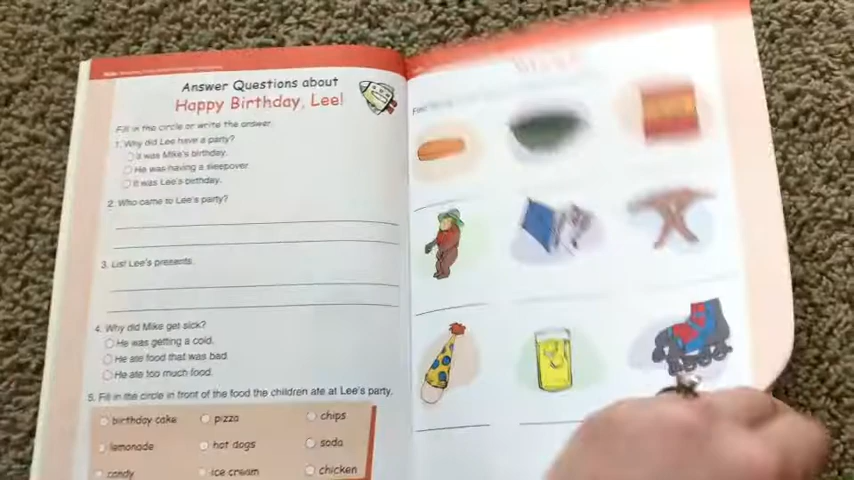 Answer Questions about
Happy Birthday, Lee!
Fill in the circle or write the answer.
1. Why did Lee have a party?
It was Mike's birthday.
He was having a sleepover.
It was Lee's birthday.
2. Who came to Lee's party?
3. List Lee's presents.
4. Why did Mike get sick?
He was getting a cold.
He ate food that was bad.
He ate too much food.
5. Fill in the circle in front of the food the children ate at Lee's party.
birthday cake pizza chips
lemonade hot dogs soda
candy ice cream chicken